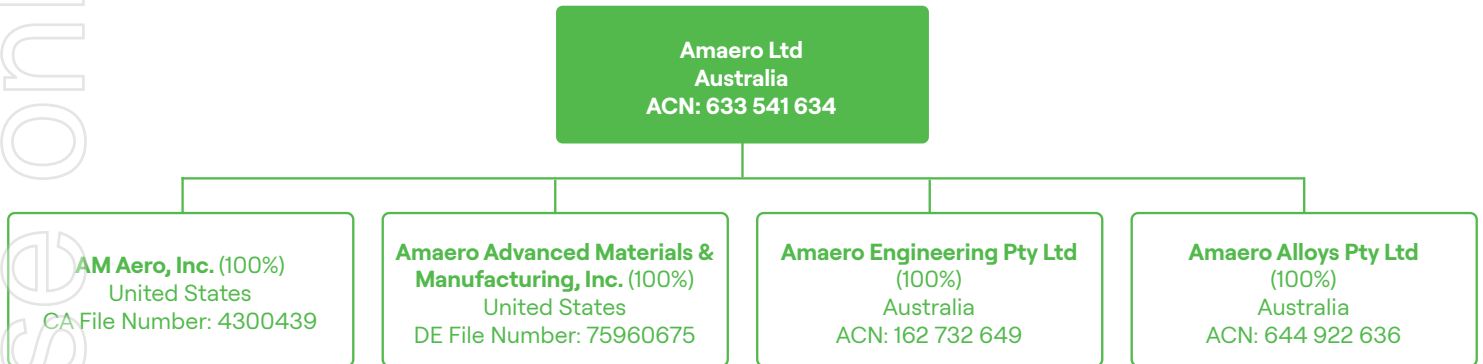 Amaero Ltd
Australia
ACN: 633 541 634
AM Aero, Inc. (100%)
United States
CA File Number: 4300439
Amaero Advanced Materials &
Manufacturing, Inc. (100%)
United States
DE File Number: 75960675
Amaero Engineering Pty Ltd
(100%)
Australia
ACN: 162 732 649
Amaero Alloys Pty Ltd
(100%)
Australia
ACN: 644 922 636